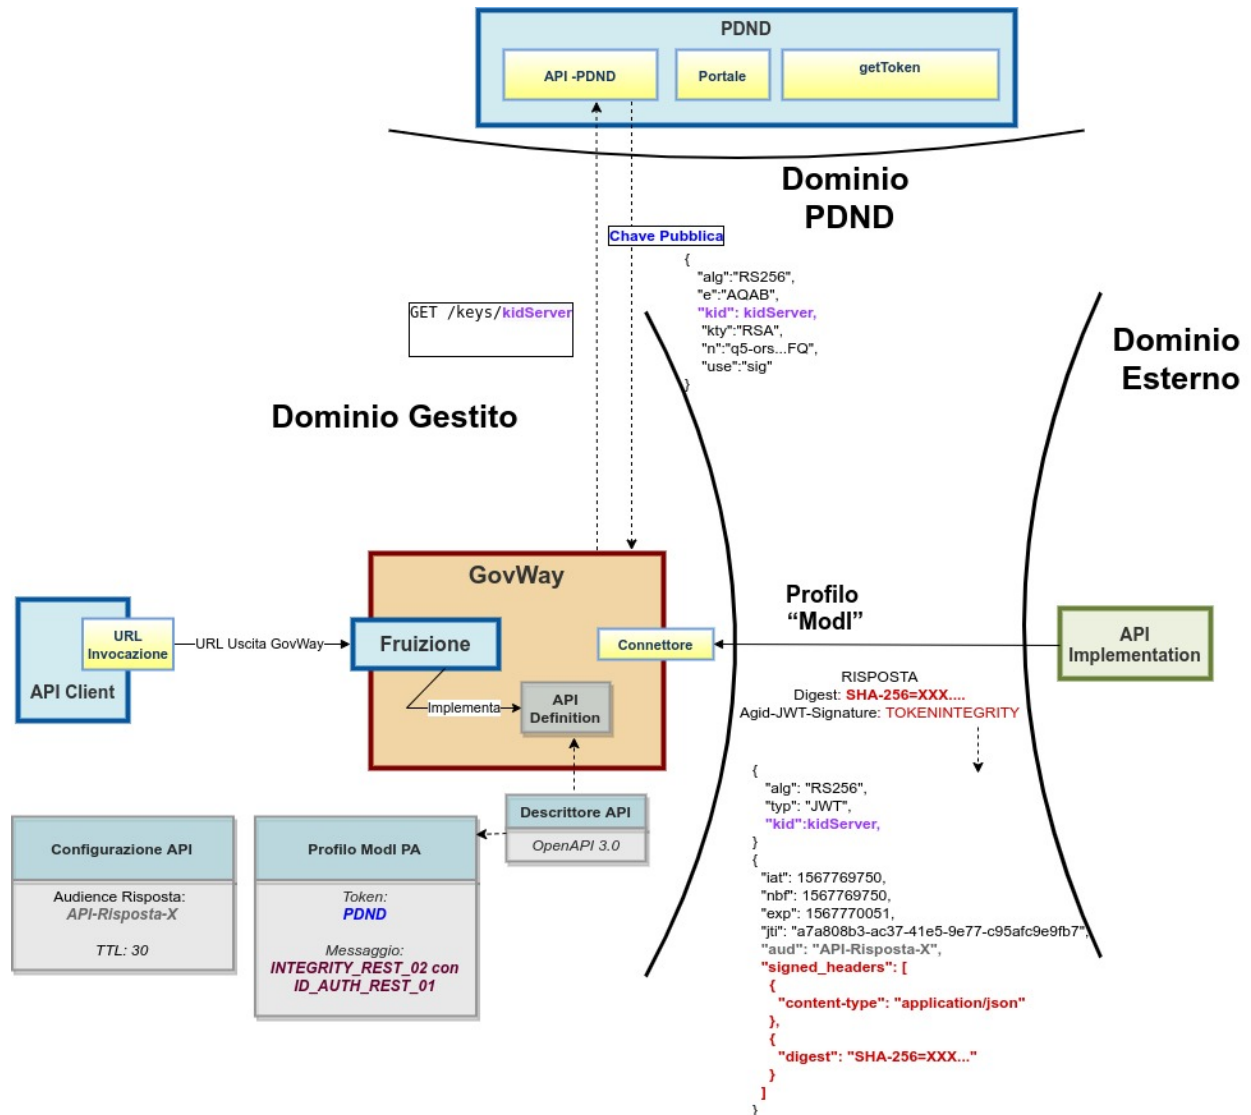 PDND
API -PDND
Portale
getToken
Dominio
PDND
Chave Pubblica
{
"alg":"RS256",
"e":"AQAB",
"kid": kidServer,
"kty":"RSA",
"n":"q5-ors...FQ",
"use":"sig"
}
GET /keys/kidServer
Dominio
Esterno
Dominio Gestito
GovWay
URL
Invocazione
API Client
URL Uscita GovWay
Fruizione
Implementa
API
Definition
Connettore
Profilo
“ModI”
API
Implementation
RISPOSTA
Digest: SHA-256=XXX....
Agid-JWT-Signature: TOKENINTEGRITY
{
"alg": "RS256",
"typ": "JWT",
"kid":kidServer,
}
{
"iat": 1567769750,
"nbf": 1567769750,
"exp": 1567770051,
"jti": "a7a808b3-ac37-41e5-9e77-c95afc9e9fb7",
"aud": "API-Risposta-X",
"signed_headers": [
{
"content-type": "application/json"
},
{
"digest": "SHA-256=XXX..."
}
]
}
Descrittore API
OpenAPI 3.0
Configurazione API
Audience Risposta:
API-Risposta-X
TTL: 30
Profilo ModI PA
Token:
PDND
Messaggio:
INTEGRITY_REST_02 con
ID_AUTH_REST_01